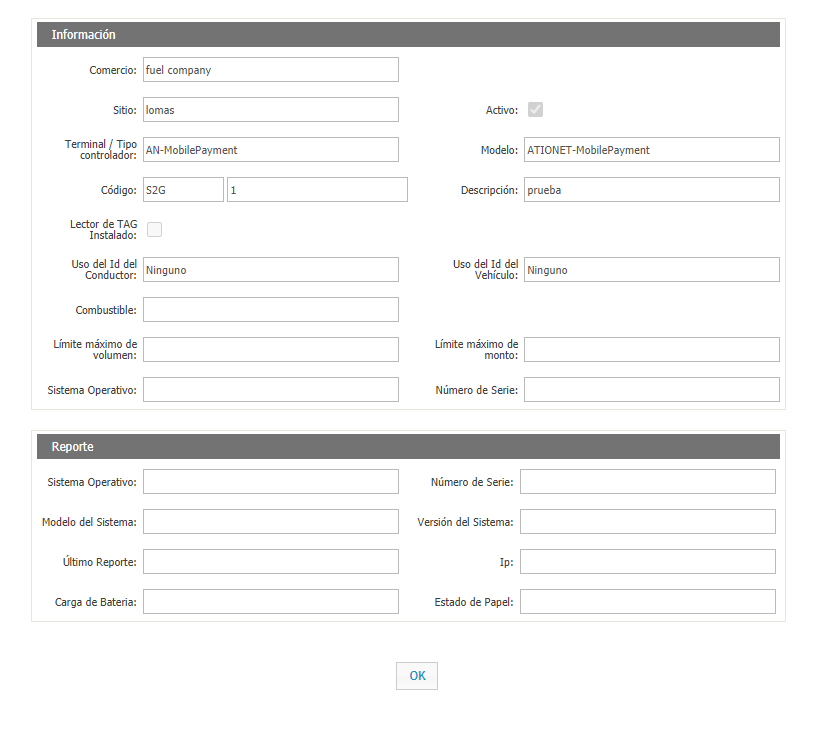 Información
Comercio: fuel company
Sitio: lomas Activo:
Terminal / Tipo
controlador: AN-MobilePayment Modelo: ATIONET-MobilePayment
Código: S2G 1 Descripción: prueba
Lector de TAG
Instalado:
Uso del Id del
Conductor: Ninguno
Uso del Id del
Vehículo: Ninguno
Combustible:
Límite máximo de
volumen:
Límite máximo de
monto:
Sistema Operativo: Número de Serie:
Reporte
Sistema Operativo: Número de Serie:
Modelo del Sistema: Versión del Sistema:
Último Reporte: Ip:
Carga de Bateria: Estado de Papel:
OK